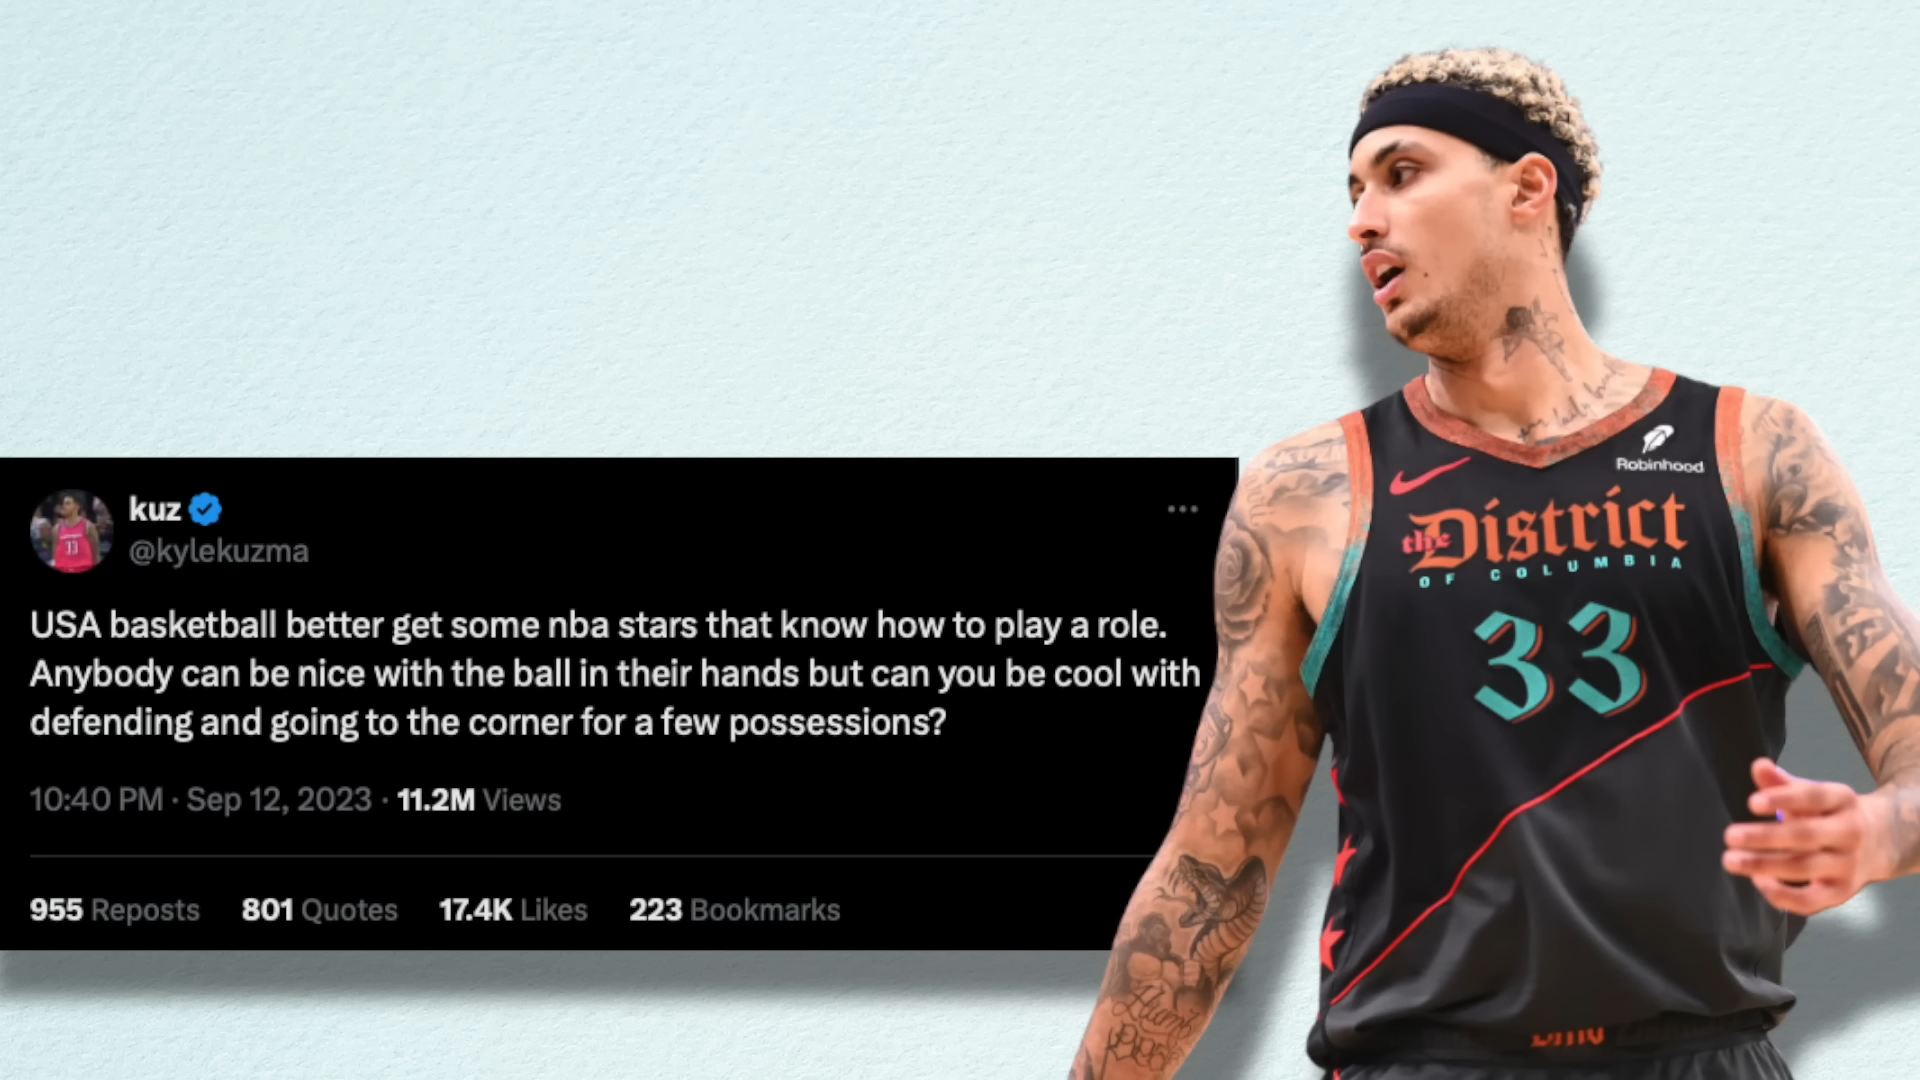 kuz
@kylekuzma
USA basketball better get some nba stars that know how to play a role.
Anybody can be nice with the ball in their hands but can you be cool with
defending and going to the corner for a few possessions?
10:40 PM · Sep 12, 2023 · 11.2M Views
955 Reposts 801 Quotes 17.4K Likes 223 Bookmarks
Robinhood
the District
OF COLUMBIA
33